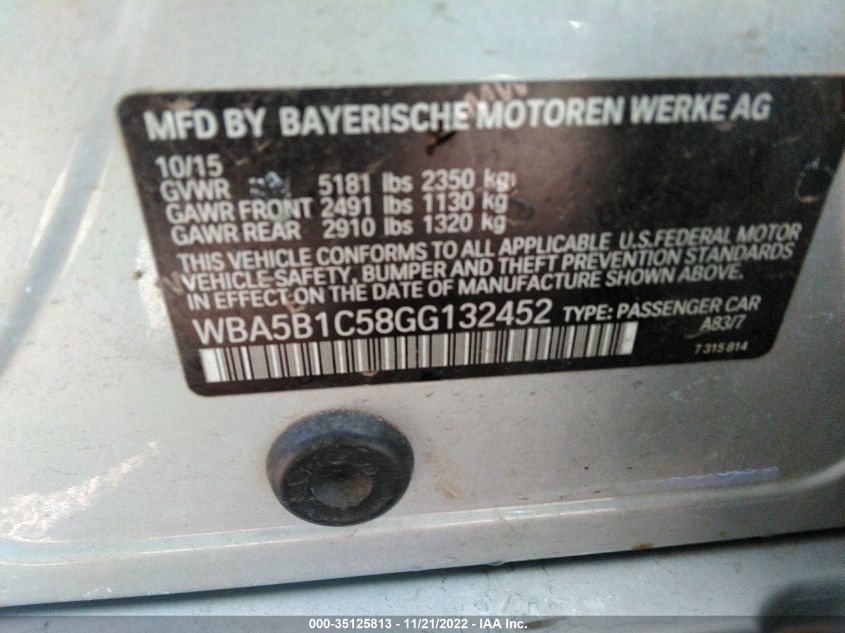 MFD BY BAYERISCHE MOTOREN WERKE AG
10/15
GVWR 5181 lbs 2350 kg
GAWR FRONT 2491 lbs 1130 kg
GAWR REAR 2910 lbs 1320 kg
THIS VEHICLE CONFORMS TO ALL APPLICABLE U.S.FEDERAL MOTOR
VEHICLE SAFETY, BUMPER AND THEFT PREVENTION STANDARDS
IN EFFECT ON THE DATE OF MANUFACTURE SHOWN ABOVE.
WBA5B1C58GG132452 TYPE: PASSENGER CAR
A83/7
7315814
000-35125813 - 11/21/2022 - IAA Inc.